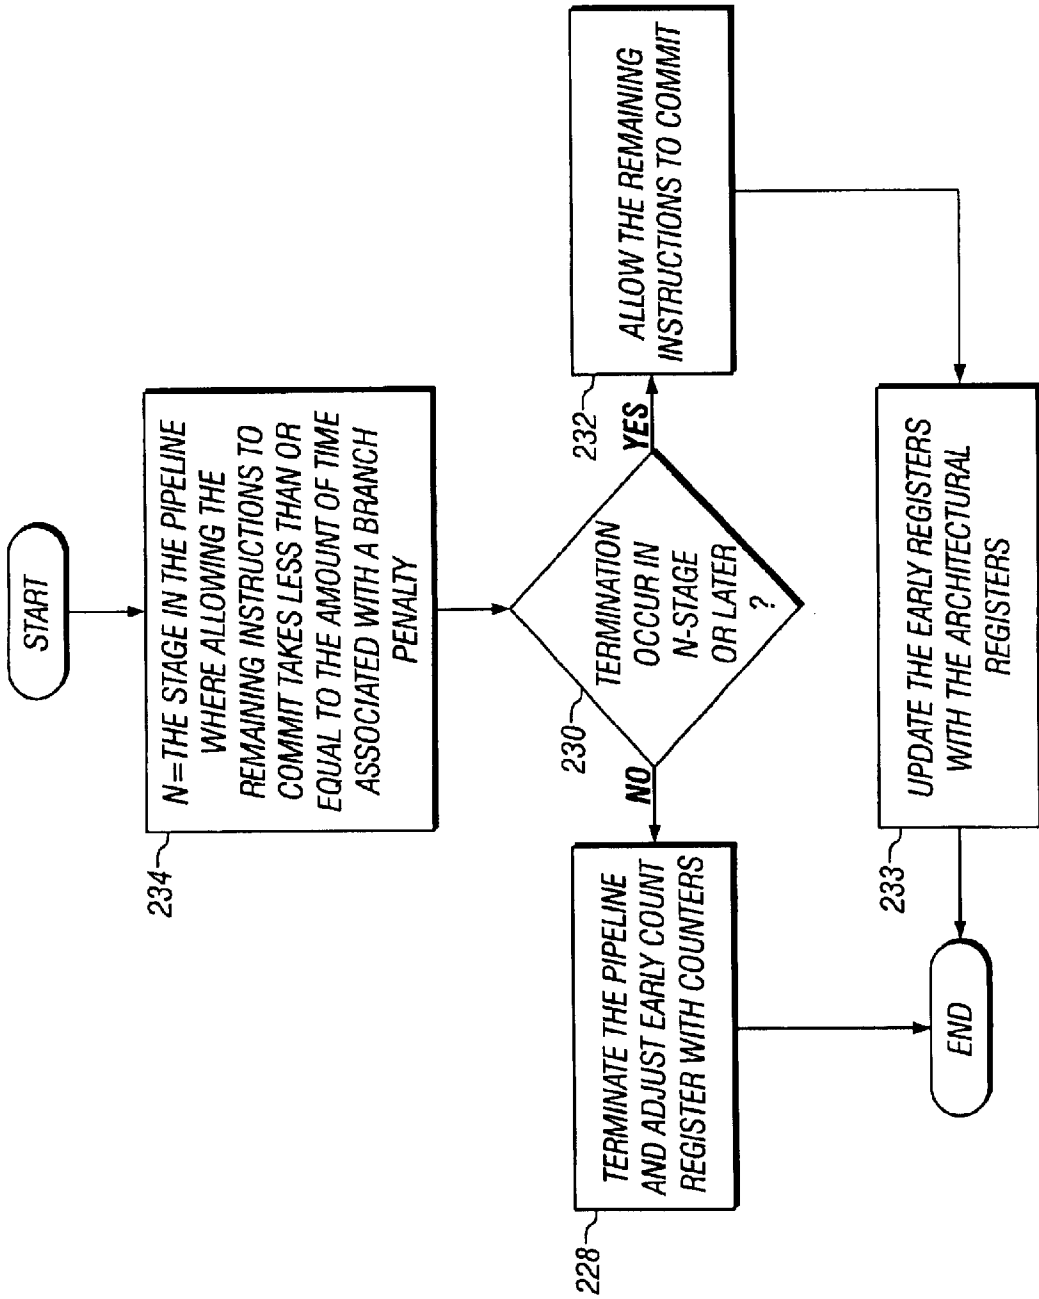 START
234
N=THE STAGE IN THE PIPELINE
WHERE ALLOWING THE
REMAINING INSTRUCTIONS TO
COMMIT TAKES LESS THAN OR
EQUAL TO THE AMOUNT OF TIME
ASSOCIATED WITH A BRANCH
PENALTY
230
TERMINATION
OCCUR IN
N-STAGE
OR LATER
?
NO
YES
228
TERMINATE THE PIPELINE
AND ADJUST EARLY COUNT
REGISTER WITH COUNTERS
232
ALLOW THE REMAINING
INSTRUCTIONS TO COMMIT
233
UPDATE THE EARLY REGISTERS
WITH THE ARCHITECTURAL
REGISTERS
END